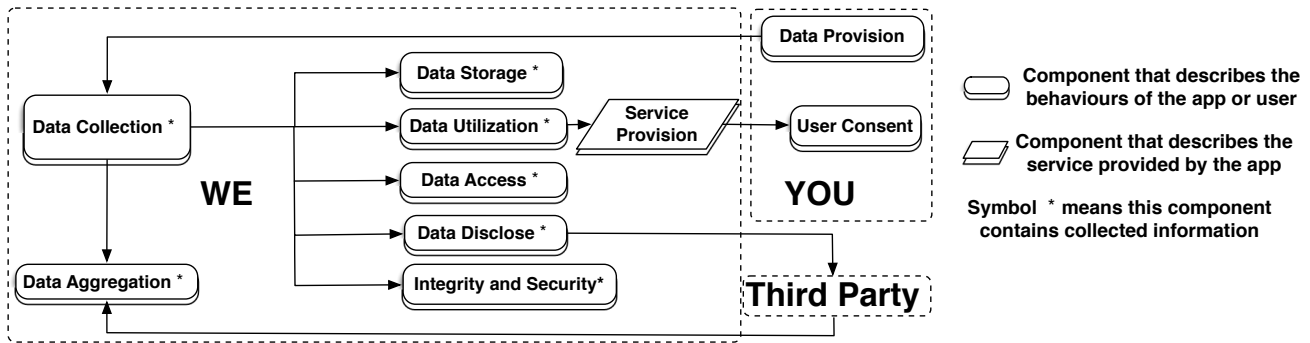 Data Provision
Data Storage *
Data Collection *
Data Utilization *
Service
Provision
User Consent
WE
Data Access *
YOU
Data Disclose *
Data Aggregation *
Integrity and Security*
Third Party
Component that describes the
behaviours of the app or user
Component that describes the
service provided by the app
Symbol * means this component
contains collected information